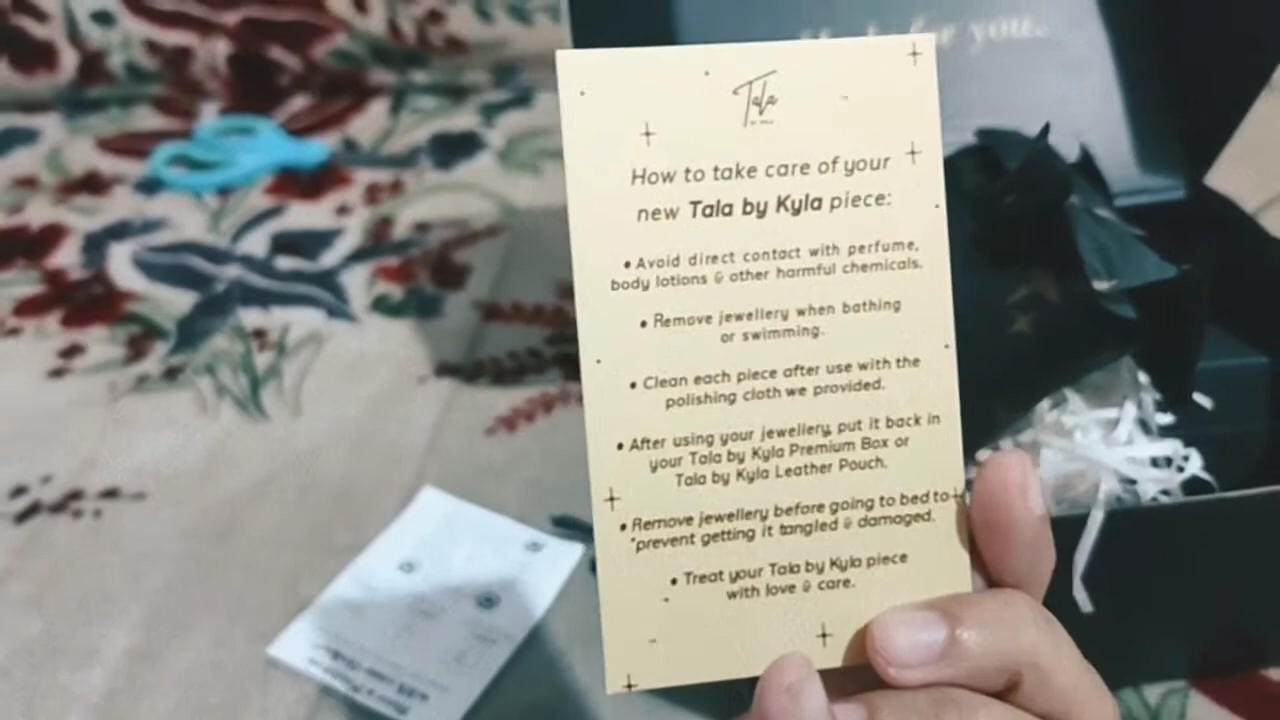 for you.
Tala
How to take care of your
new Tala by Kyla piece:
• Avoid direct contact with perfume,
body lotions & other harmful chemicals.
• Remove jewellery when bathing
or swimming.
• Clean each piece after use with the
polishing cloth we provided.
• After using your jewellery, put it back in
your Tala by Kyla Premium Box or
Tala by Kyla Leather Pouch.
• Remove jewellery before going to bed to
prevent getting it tangled & damaged.
• Treat your Tala by Kyla piece
with love & care.